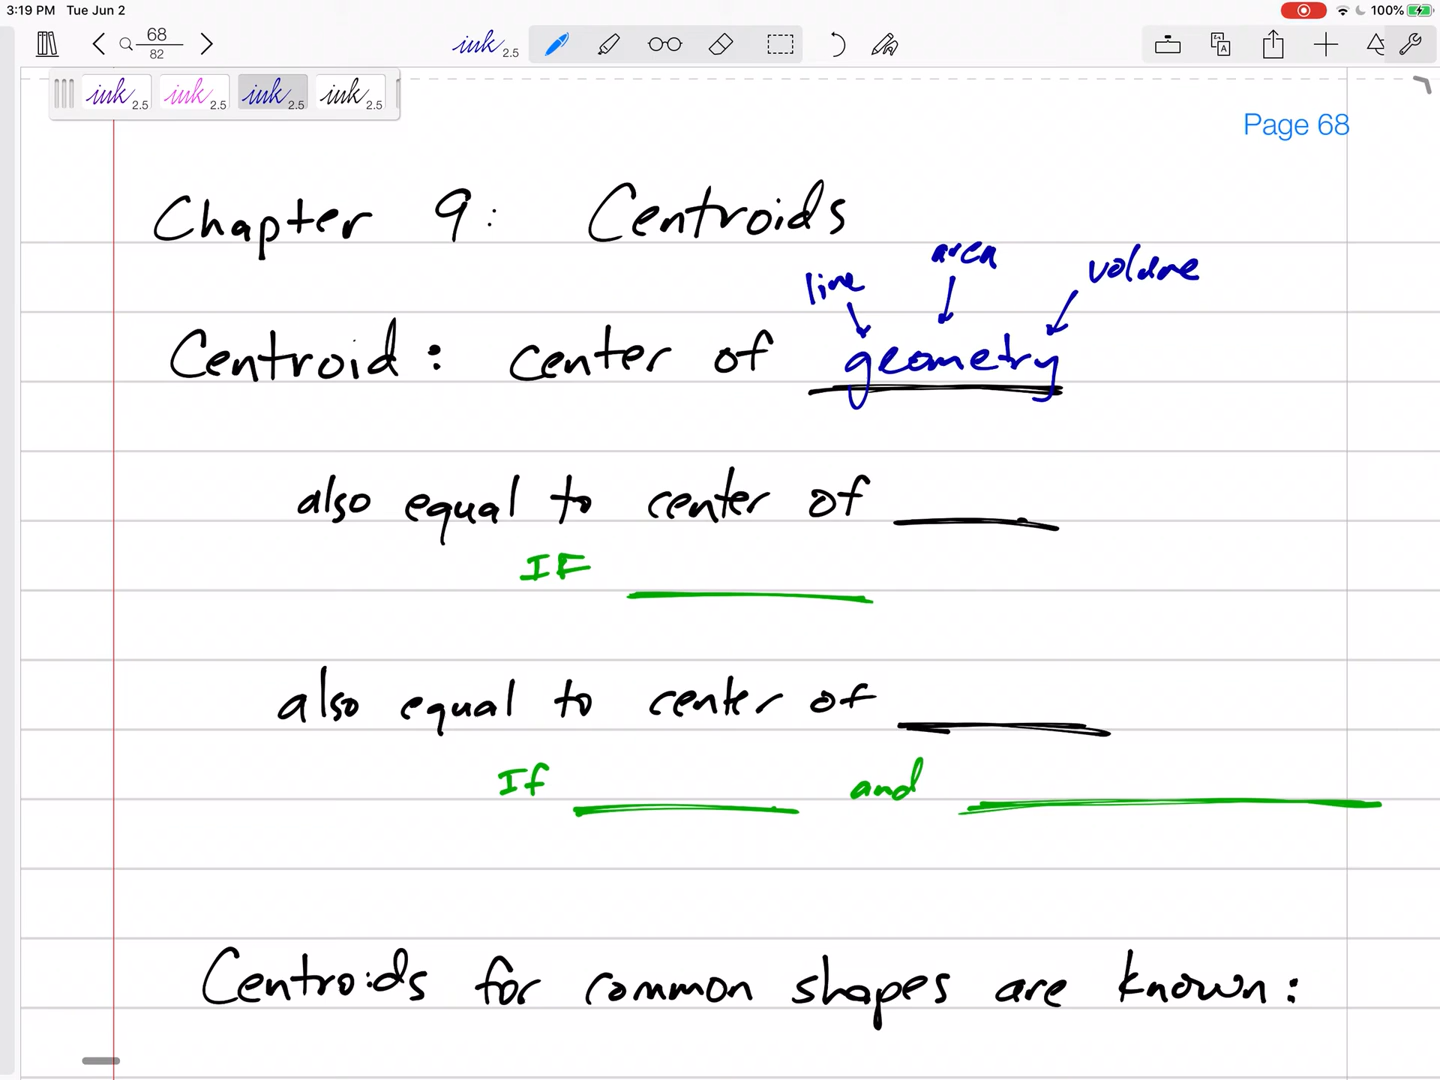 3:19 PM Tue Jun 2
100%
68
82
ink 2.5
ink 2.5 ink 2.5 ink 2.5 ink 2.5
Page 68
Chapter 9: Centroids
line area volume
Centroid: center of geometry
also equal to center of
IF
also equal to center of
If and
Centroids for common shapes are known: